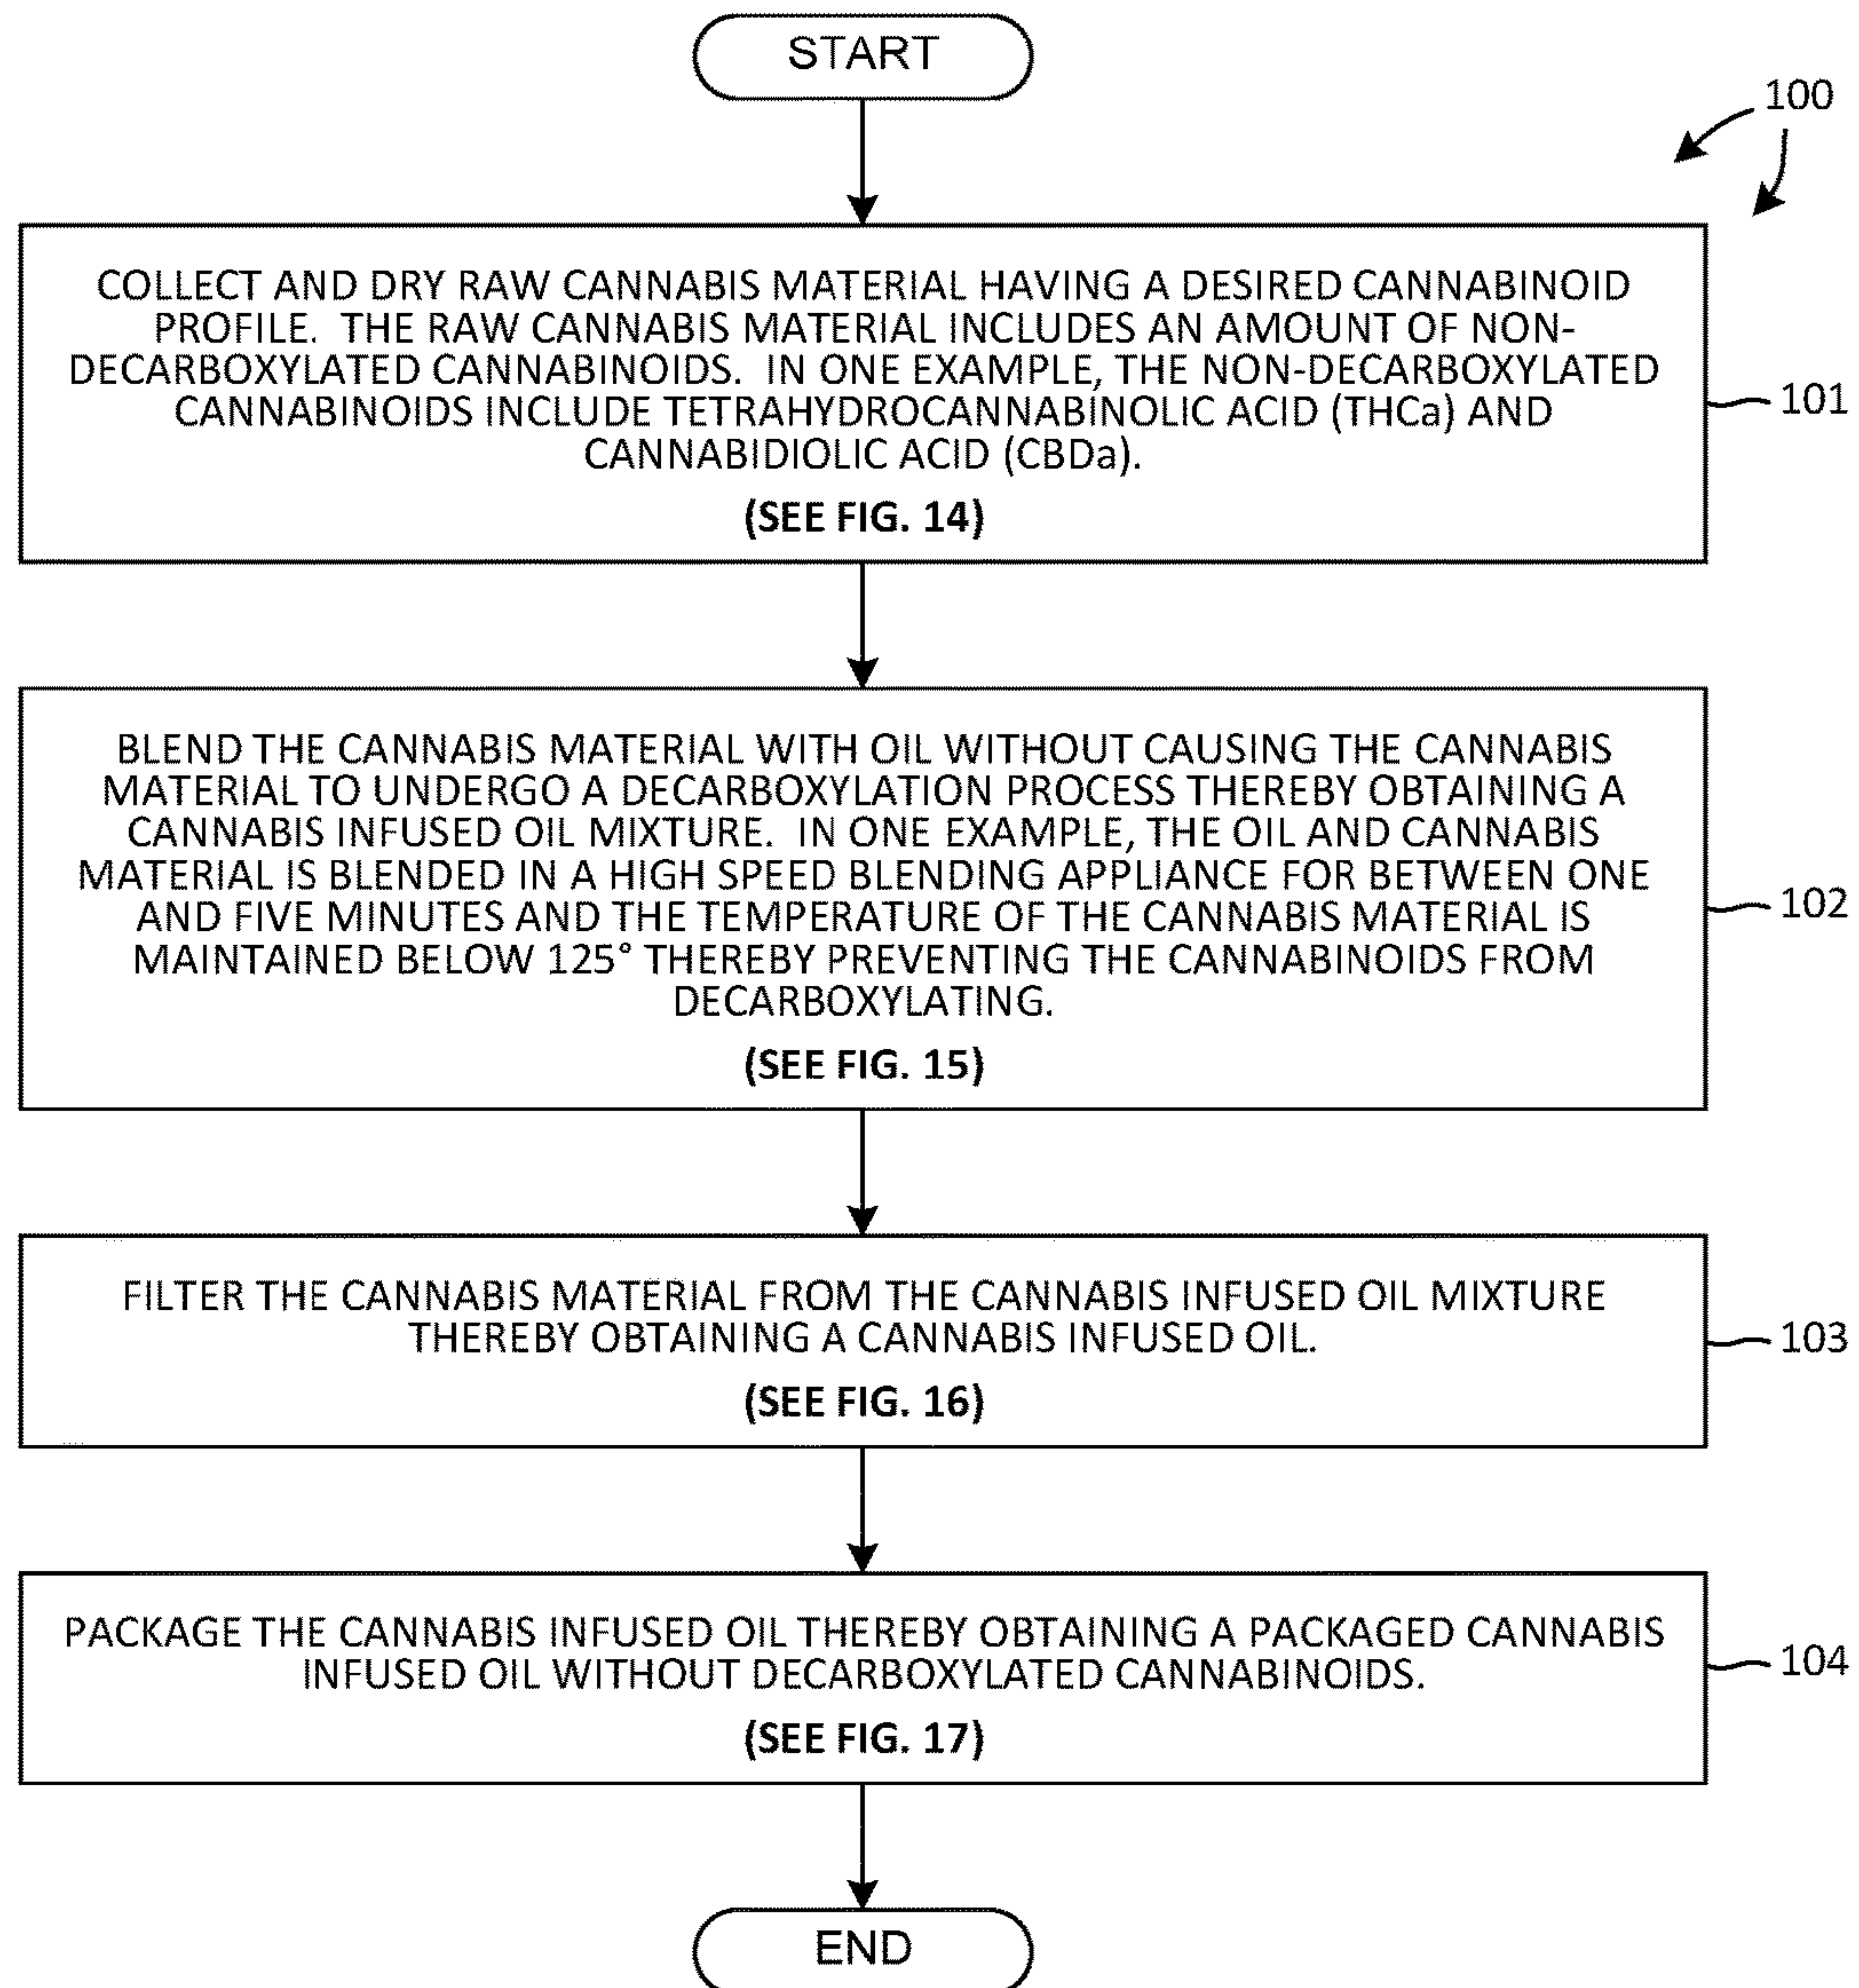 START
100
COLLECT AND DRY RAW CANNABIS MATERIAL HAVING A DESIRED CANNABINOID
PROFILE. THE RAW CANNABIS MATERIAL INCLUDES AN AMOUNT OF NON-
DECARBOXYLATED CANNABINOIDS. IN ONE EXAMPLE, THE NON-DECARBOXYLATED
CANNABINOIDS INCLUDE TETRAHYDROCANNABINOLIC ACID (THCa) AND
CANNABIDIOLIC ACID (CBDa).
(SEE FIG. 14)
101
BLEND THE CANNABIS MATERIAL WITH OIL WITHOUT CAUSING THE CANNABIS
MATERIAL TO UNDERGO A DECARBOXYLATION PROCESS THEREBY OBTAINING A
CANNABIS INFUSED OIL MIXTURE. IN ONE EXAMPLE, THE OIL AND CANNABIS
MATERIAL IS BLENDED IN A HIGH SPEED BLENDING APPLIANCE FOR BETWEEN ONE
AND FIVE MINUTES AND THE TEMPERATURE OF THE CANNABIS MATERIAL IS
MAINTAINED BELOW 125° THEREBY PREVENTING THE CANNABINOIDS FROM
DECARBOXYLATING.
(SEE FIG. 15)
102
FILTER THE CANNABIS MATERIAL FROM THE CANNABIS INFUSED OIL MIXTURE
THEREBY OBTAINING A CANNABIS INFUSED OIL.
(SEE FIG. 16)
103
PACKAGE THE CANNABIS INFUSED OIL THEREBY OBTAINING A PACKAGED CANNABIS
INFUSED OIL WITHOUT DECARBOXYLATED CANNABINOIDS.
(SEE FIG. 17)
104
END